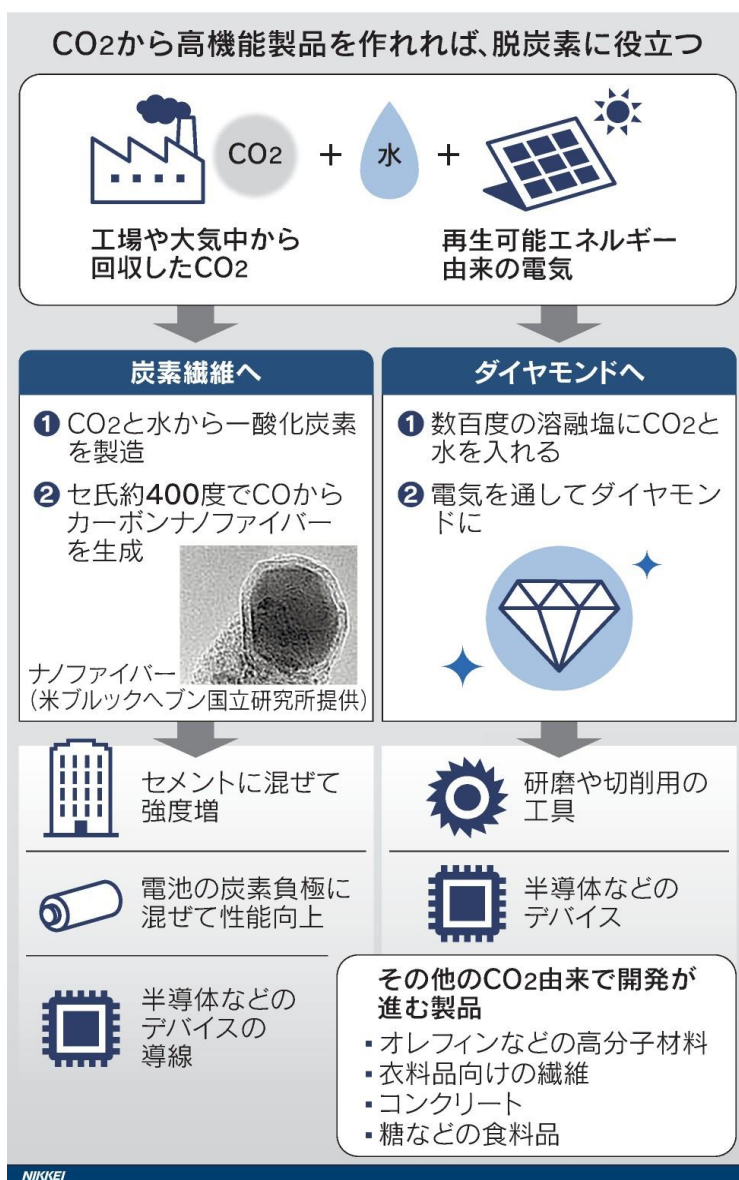 CO2から高機能製品を作れれば、脱炭素に役立つ
CO2
+
水
+
工場や大気中から
回収したCO2
再生可能エネルギー
由来の電気
炭素繊維へ
❶ CO2と水から一酸化炭素
を製造
❷ セ氏約400度でCOから
カーボンナノファイバー
を生成
ナノファイバー
(米ブルックヘブン国立研究所提供)
ダイヤモンドへ
❶ 数百度の溶融塩にCO2と
水を入れる
❷ 電気を通してダイヤモン
ドに
セメントに混ぜて
強度増
電池の炭素負極に
混ぜて性能向上
半導体などの
デバイスの
導線
研磨や切削用の
工具
半導体などの
デバイス
その他のCO2由来で開発が
進む製品
▪オレフィンなどの高分子材料
▪衣料品向けの繊維
▪コンクリート
▪糖などの食料品
NIKKEI